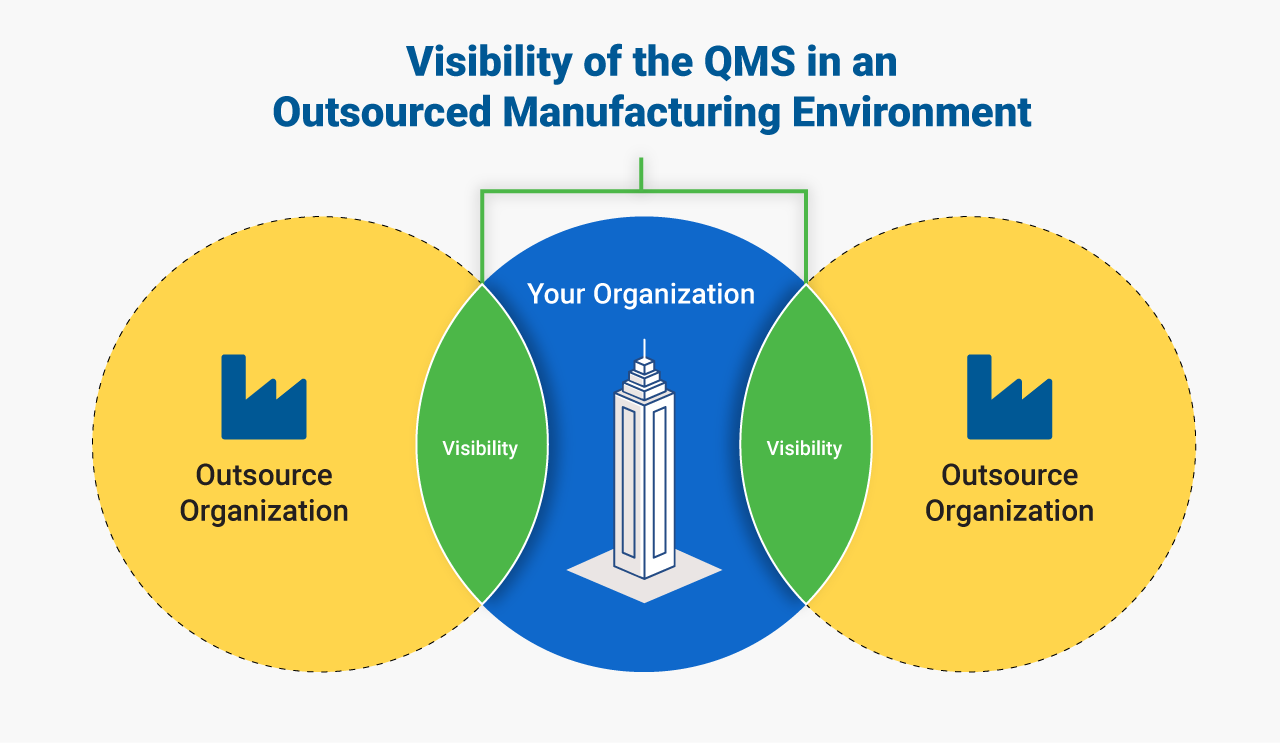 Visibility of the QMS in an
Outsourced Manufacturing Environment
Your Organization
Outsource
Organization
Visibility
Visibility
Outsource
Organization